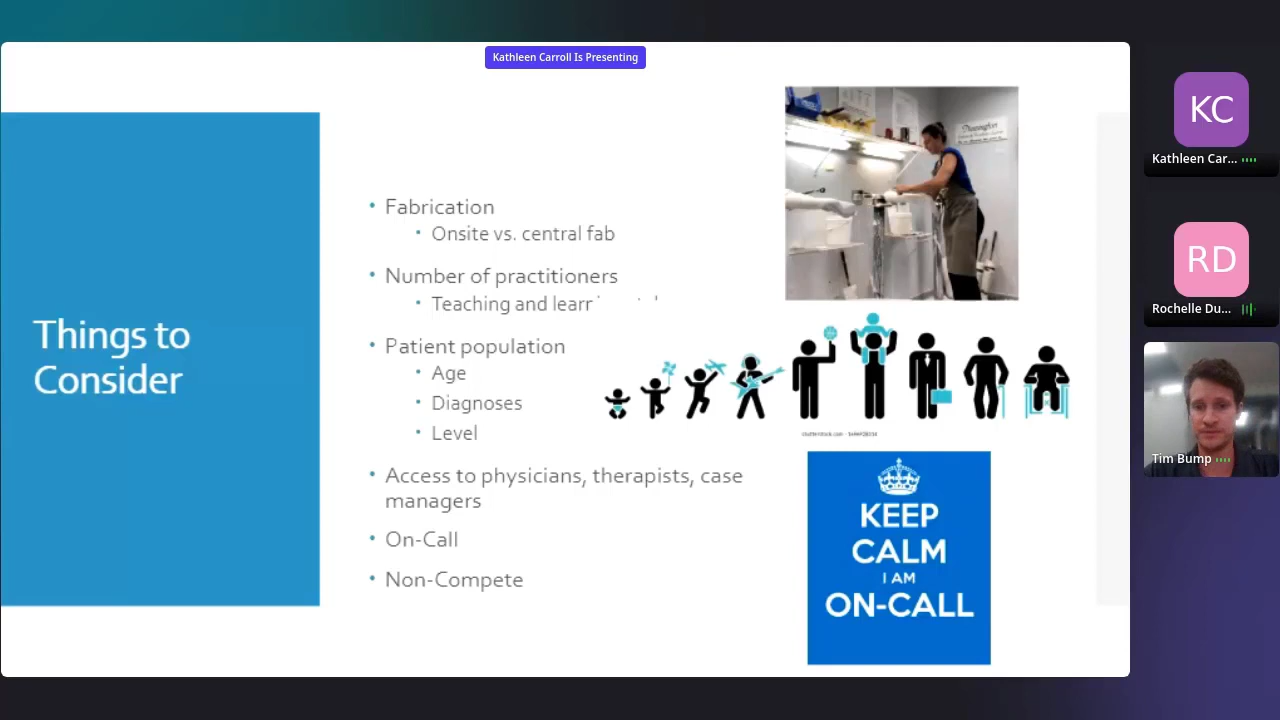 Kathleen Carroll Is Presenting
Things to
Consider
Fabrication
Onsite vs. central fab
Number of practitioners
Teaching and
Patient population
Age
Diagnoses
Level
Access to physicians, therapists, case
managers
On-Call
Non-Compete
KEEP
CALM
I AM
ON-CALL
KC
Kathleen Car...
RD
Rochelle Du...
Tim Bump